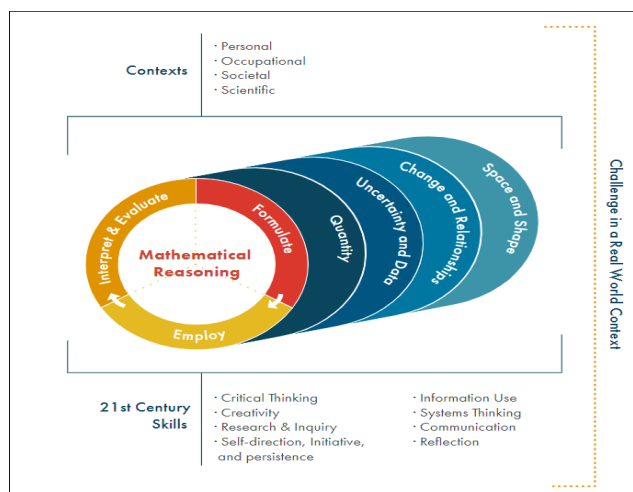 Contexts
· Personal
· Occupational
· Societal
· Scientific
Interpret & Evaluate
Formulate
Employ
Mathematical
Reasoning
Quantity
Uncertainty and Data
Change and Relationships
Space and Shape
Challenge in a Real World Context
21st Century
Skills
· Critical Thinking
· Creativity
· Research & Inquiry
· Self-direction, Initiative,
and persistence
· Information Use
· Systems Thinking
· Communication
· Reflection